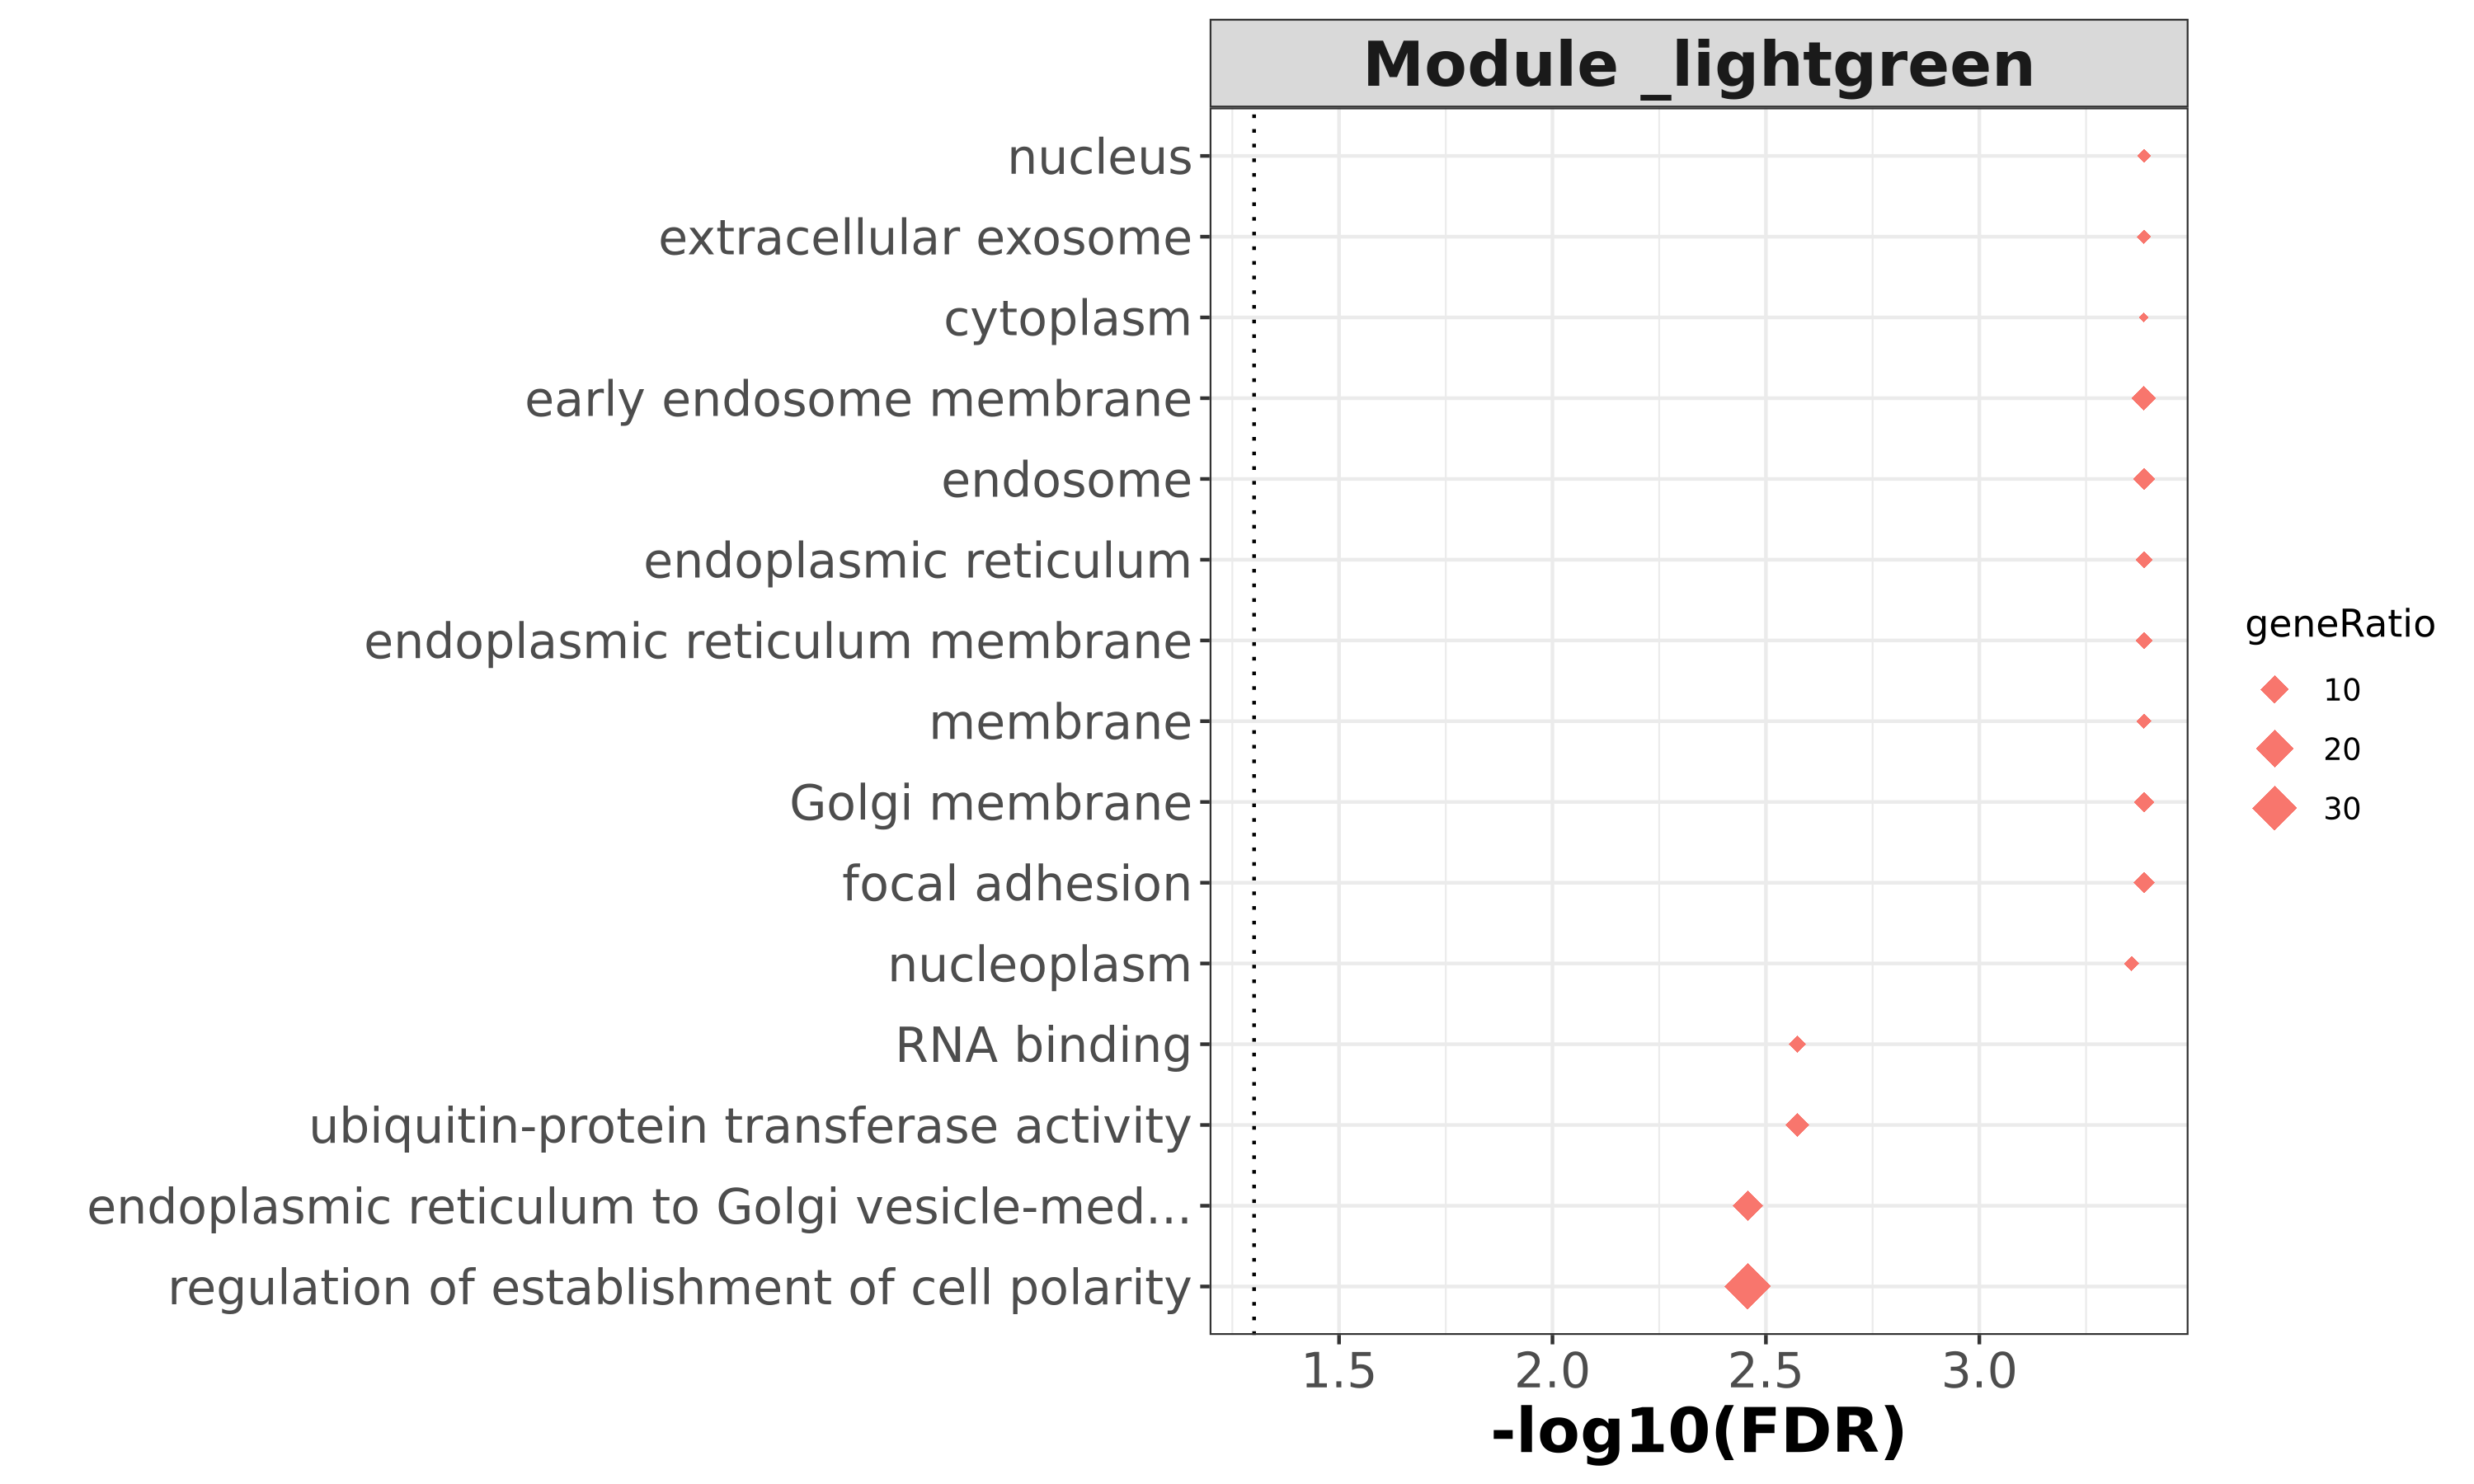 Module _lightgreen
nucleus
extracellular exosome
cytoplasm
early endosome membrane
endosome
endoplasmic reticulum
endoplasmic reticulum membrane
membrane
Golgi membrane
focal adhesion
nucleoplasm
RNA binding
ubiquitin-protein transferase activity
endoplasmic reticulum to Golgi vesicle-med...
regulation of establishment of cell polarity
1.5 2.0 2.5 3.0
-log10(FDR)
geneRatio
10
20
30